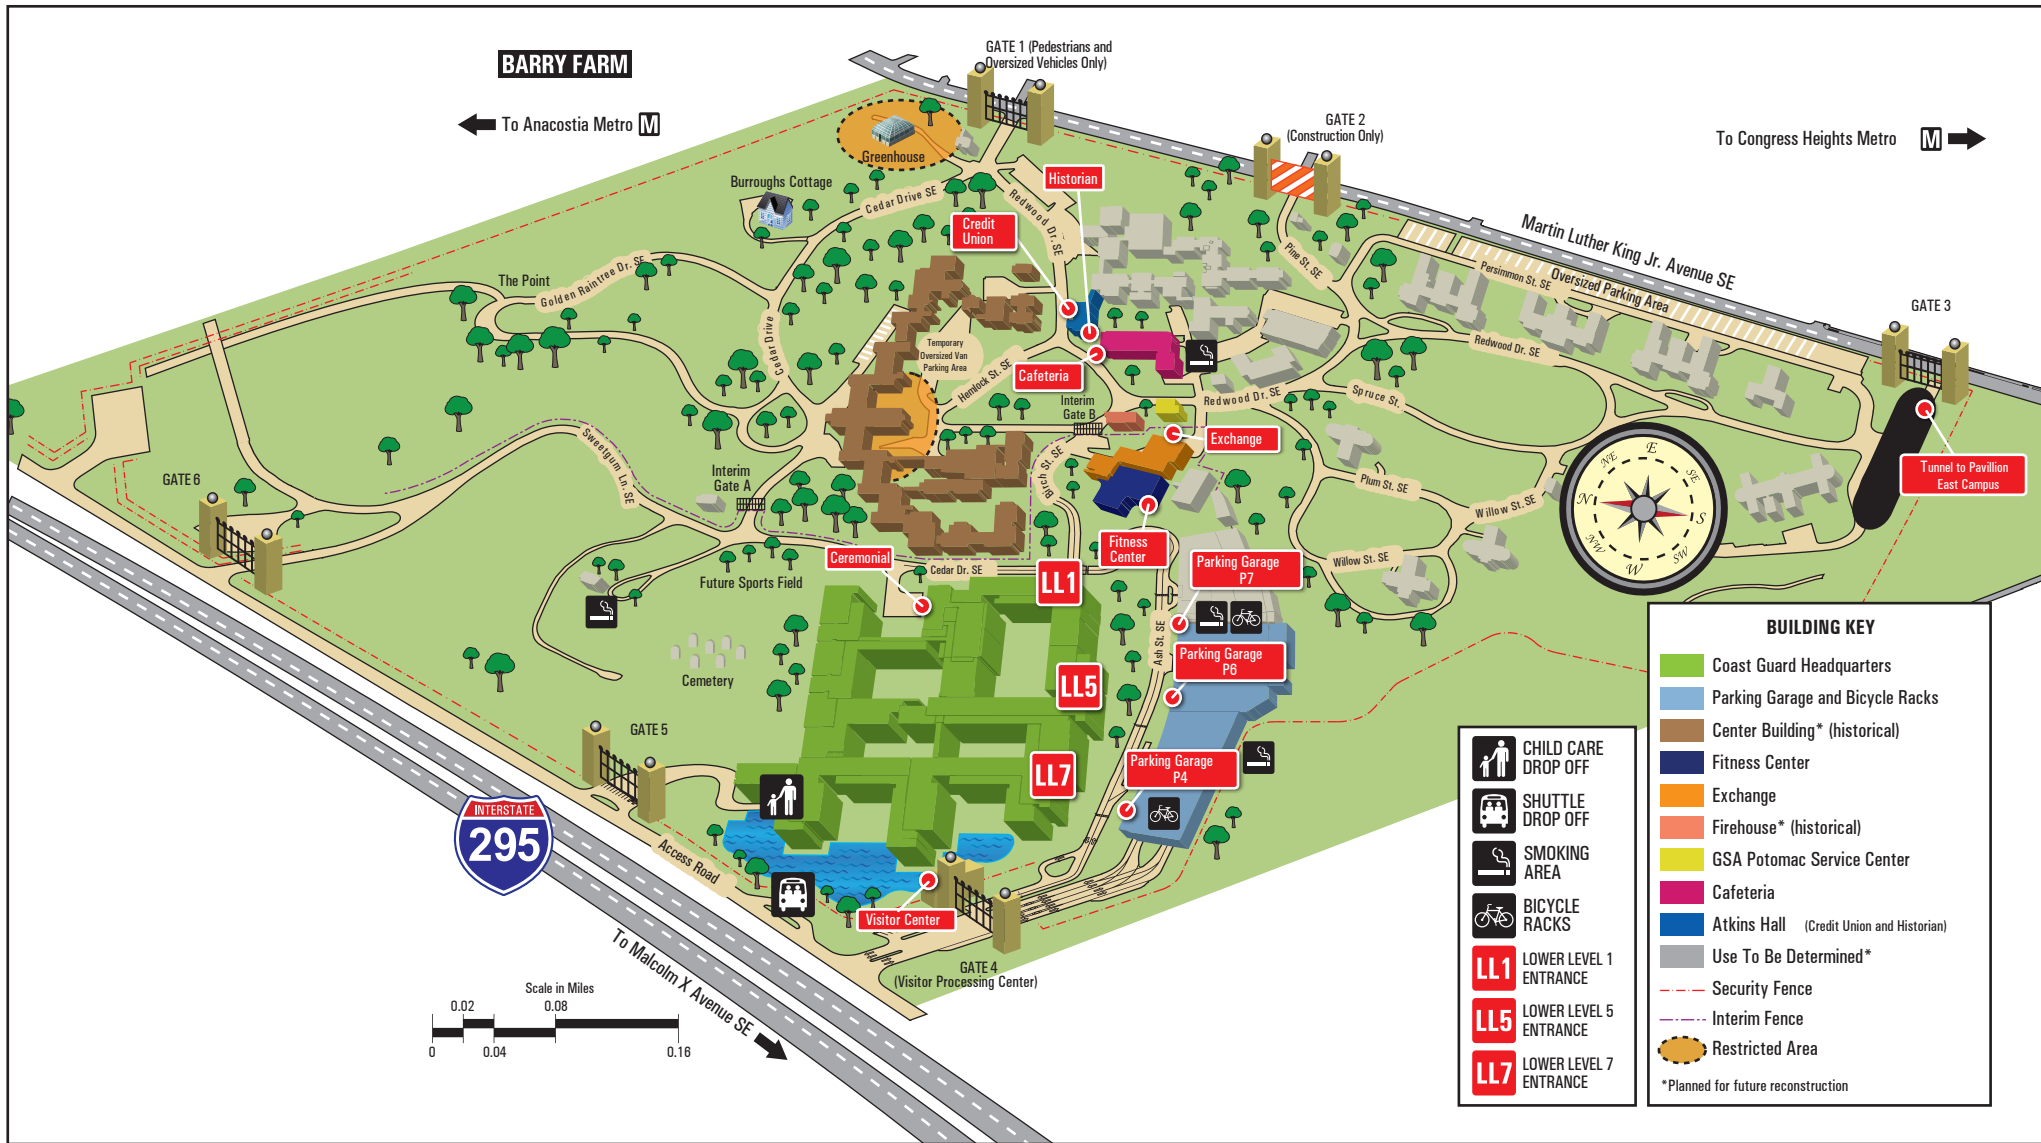 BARRY FARM
To Anacostia Metro M
GATE 1 (Pedestrians and
Oversized Vehicles Only)
GATE 2
(Construction Only)
To Congress Heights Metro M
Martin Luther King Jr. Avenue SE
Oversized Parking Area
Persimmon St. SE
GATE 3
Greenhouse
Burroughs Cottage
Cedar Drive SE
Redwood Dr. SE
Historian
Credit
Union
Pine St. SE
The Point
Golden Raintree Dr. SE
Cedar Drive
Temporary
Oversized Van
Parking Area
Hemlock St. SE
Cafeteria
Redwood Dr. SE
Redwood Dr. SE
Spruce St.
Interim
Gate B
Exchange
Tunnel to Pavillion
East Campus
Sweetgum Ln. SE
Interim
Gate A
Birch St. SE
Plum St. SE
Willow St. SE
Willow St. SE
N
NE
E
SE
S
SW
W
NW
GATE 6
Fitness
Center
Ceremonial
Cedar Dr. SE
LL1
Parking Garage
P7
Future Sports Field
Ash St. SE
Parking Garage
P6
Cemetery
LL5
GATE 5
LL7
Parking Garage
P4
INTERSTATE
295
Access Road
Visitor Center
GATE 4
(Visitor Processing Center)
To Malcolm X Avenue SE
Scale in Miles
0.02
0.08
0
0.04
0.16
CHILD CARE
DROP OFF
SHUTTLE
DROP OFF
SMOKING
AREA
BICYCLE
RACKS
LL1 LOWER LEVEL 1
ENTRANCE
LL5 LOWER LEVEL 5
ENTRANCE
LL7 LOWER LEVEL 7
ENTRANCE
BUILDING KEY
Coast Guard Headquarters
Parking Garage and Bicycle Racks
Center Building* (historical)
Fitness Center
Exchange
Firehouse* (historical)
GSA Potomac Service Center
Cafeteria
Atkins Hall (Credit Union and Historian)
Use To Be Determined*
Security Fence
Interim Fence
Restricted Area
*Planned for future reconstruction